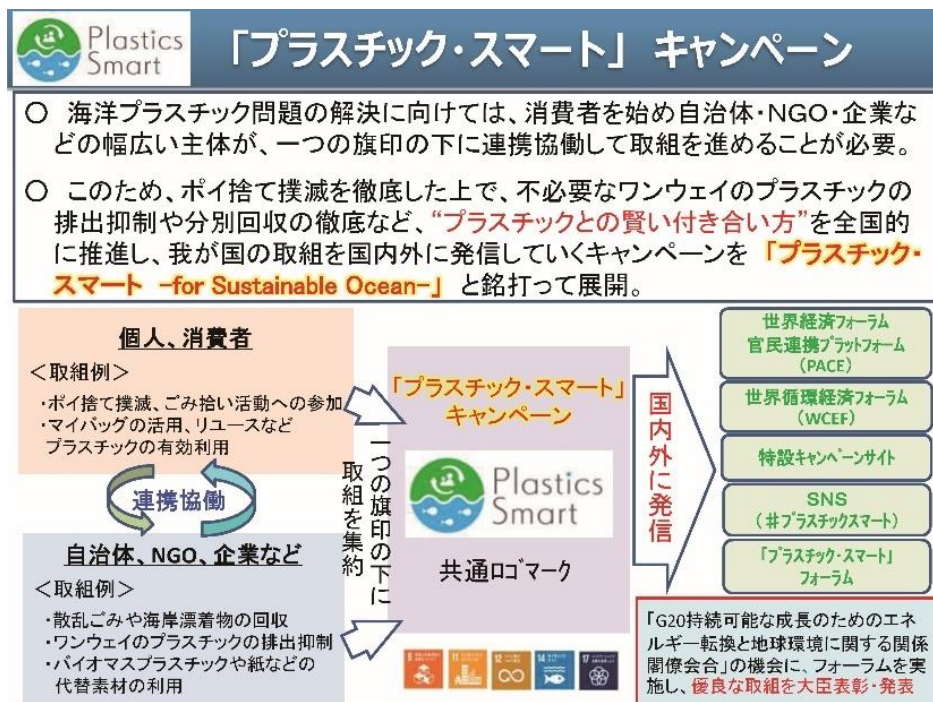 Plastics
Smart
「プラスチック・スマート」 キャンペーン
○ 海洋プラスチック問題の解決に向けては、消費者を始め自治体・NGO・企業な
どの幅広い主体が、一つの旗印の下に連携協働して取組を進めることが必要。
○ このため、ポイ捨て撲滅を徹底した上で、不必要なワンウェイのプラスチックの
排出抑制や分別回収の徹底など、“プラスチックとの賢い付き合い方”を全国的
に推進し、我が国の取組を国内外に発信していくキャンペーンを 「プラスチック・
スマート -for Sustainable Ocean-」 と銘打って展開。
個人、消費者
＜取組例＞
・ポイ捨て撲滅、ごみ拾い活動への参加
・マイバッグの活用、リユースなど
プラスチックの有効利用
連携協働
自治体、NGO、企業など
＜取組例＞
・散乱ごみや海岸漂着物の回収
・ワンウェイのプラスチックの排出抑制
・バイオマスプラスチックや紙などの
代替素材の利用
一つの旗印の下に
取組を集約
「プラスチック・スマート」
キャンペーン
Plastics
Smart
共通ロゴマーク
9
11
12
14
17
国内外に発信
世界経済フォーラム
官民連携プラットフォーム
(PACE)
世界循環経済フォーラム
(WCEF)
特設キャンペーンサイト
SNS
(#プラスチックスマート)
「プラスチック・スマート」
フォーラム
「G20持続可能な成長のためのエネ
ルギー転換と地球環境に関する関係
閣僚会合」の機会に、フォーラムを実
施し、優良な取組を大臣表彰・発表